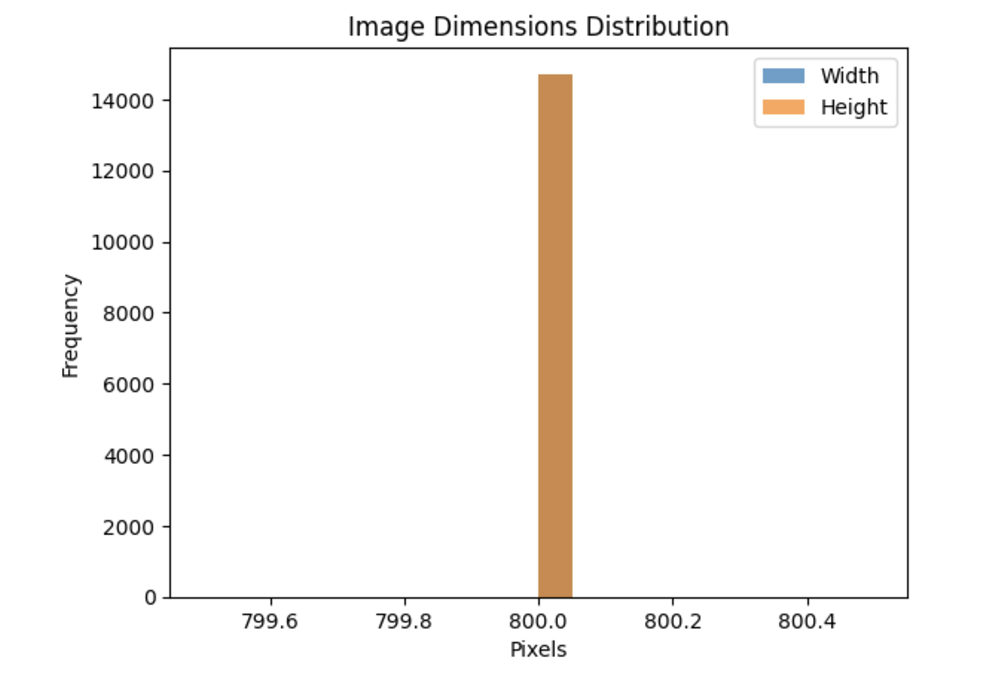 Image Dimensions Distribution
Width
Height
14000
12000
10000
8000
6000
4000
2000
0
Frequency
799.6 799.8 800.0 800.2 800.4
Pixels